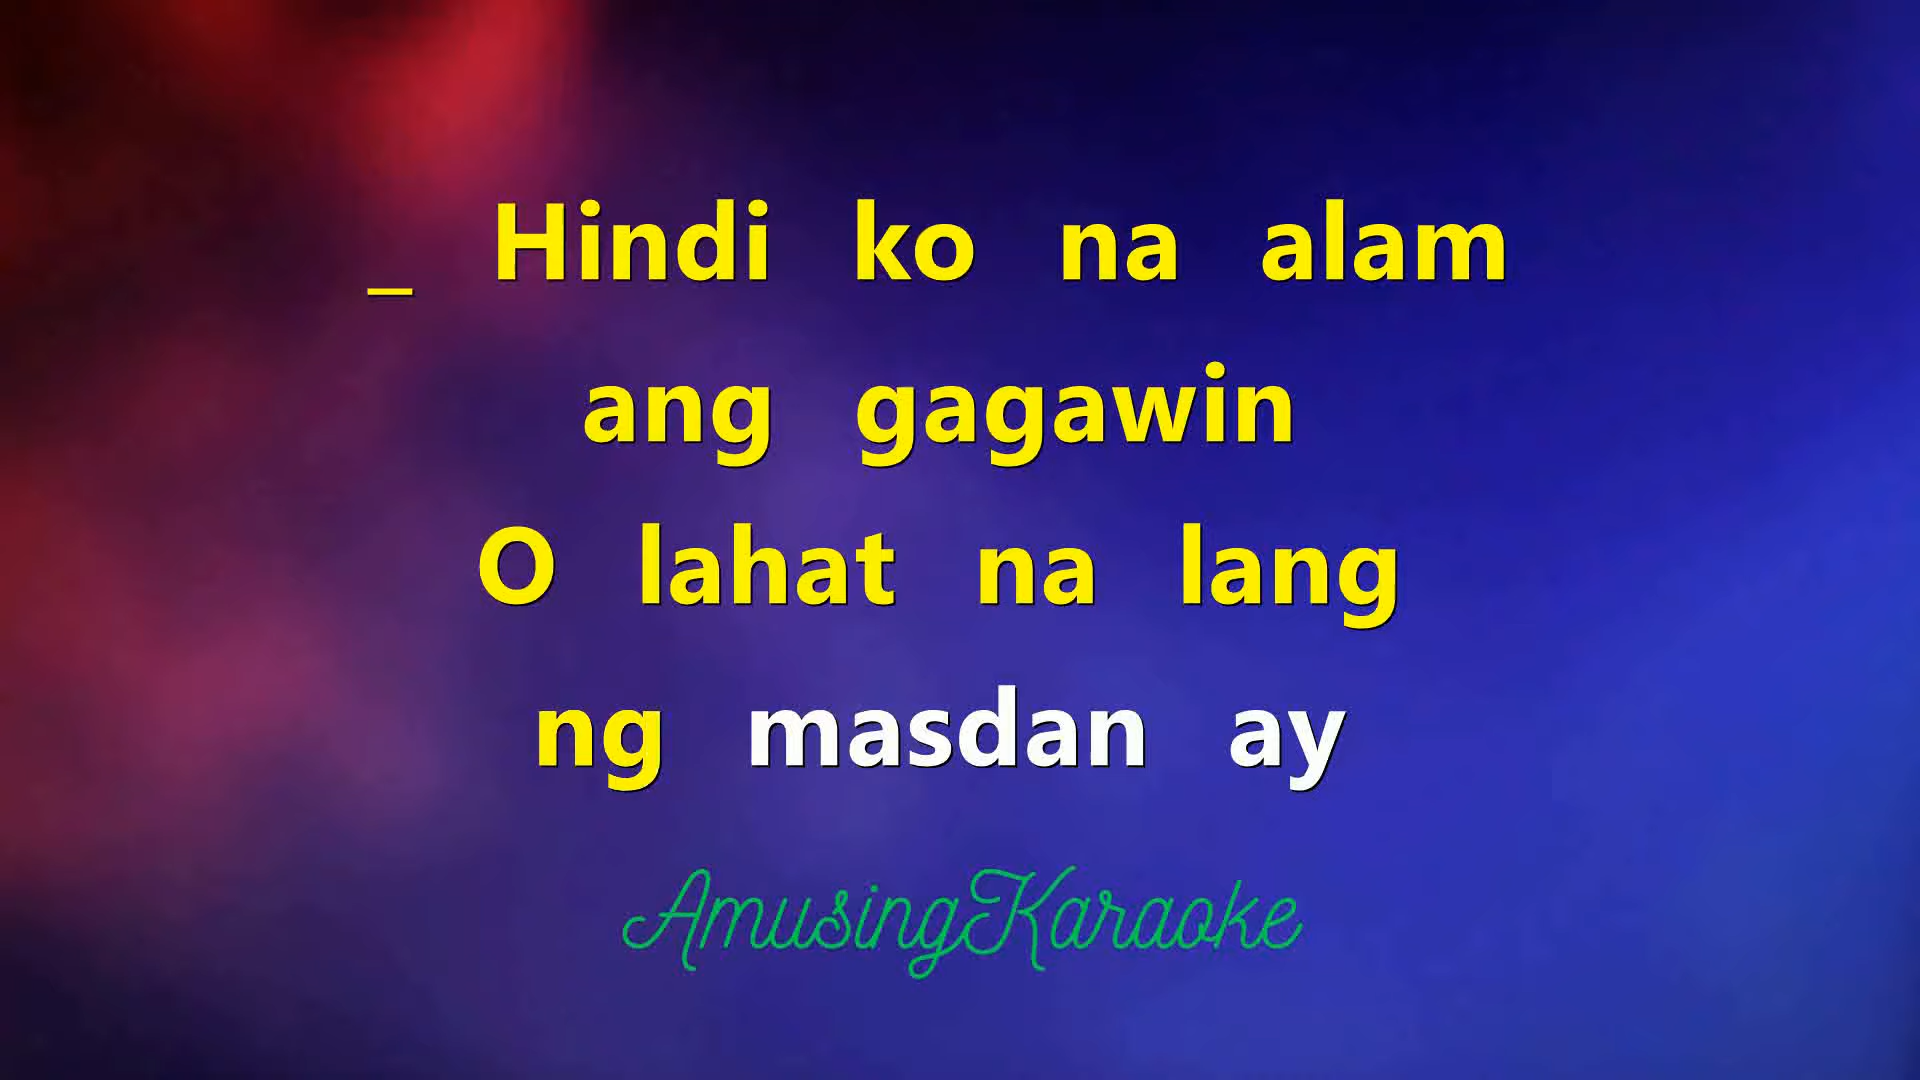 _ Hindi ko na alam
ang gagawin
O lahat na lang
ng masdan ay
AmusingKaraoke